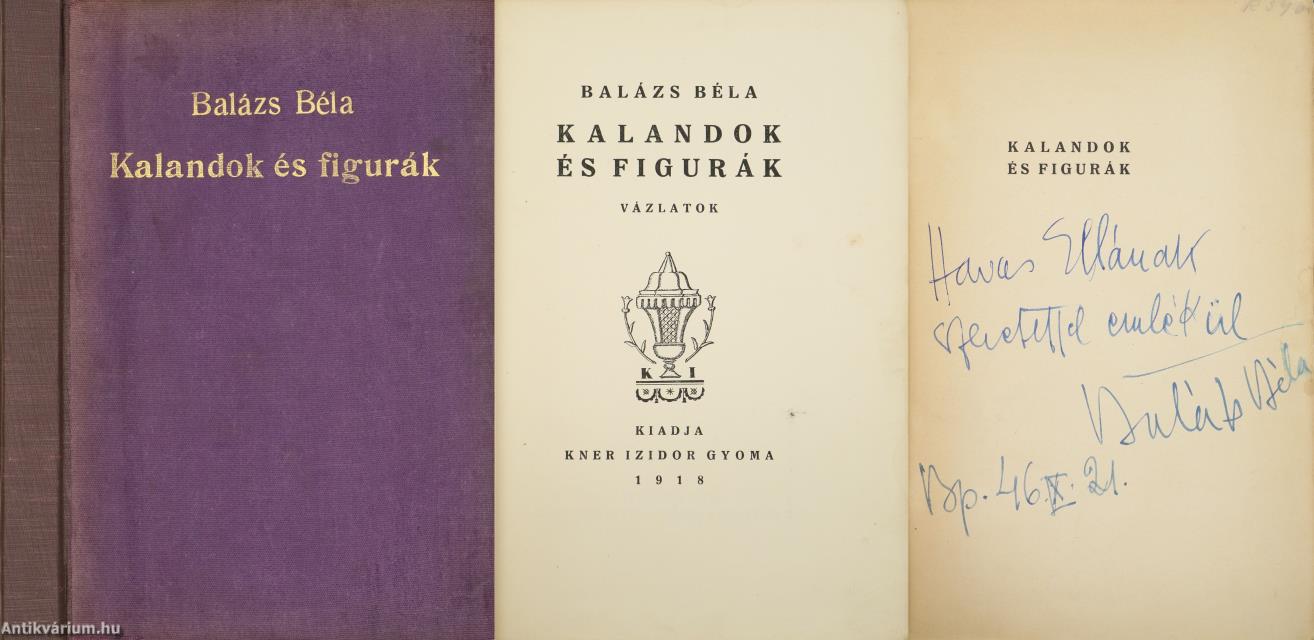 Balázs Béla
Kalandok és figurák
BALÁZS BÉLA
KALANDOK
ÉS FIGURÁK
VÁZLATOK
K I
KIADJA
KNER IZIDOR GYOMA
1918
KALANDOK
ÉS FIGURÁK
Havas Ellának
szeretettel emlékül
Balázs Béla
Bp. 46.X.21.
Antikvárium.hu